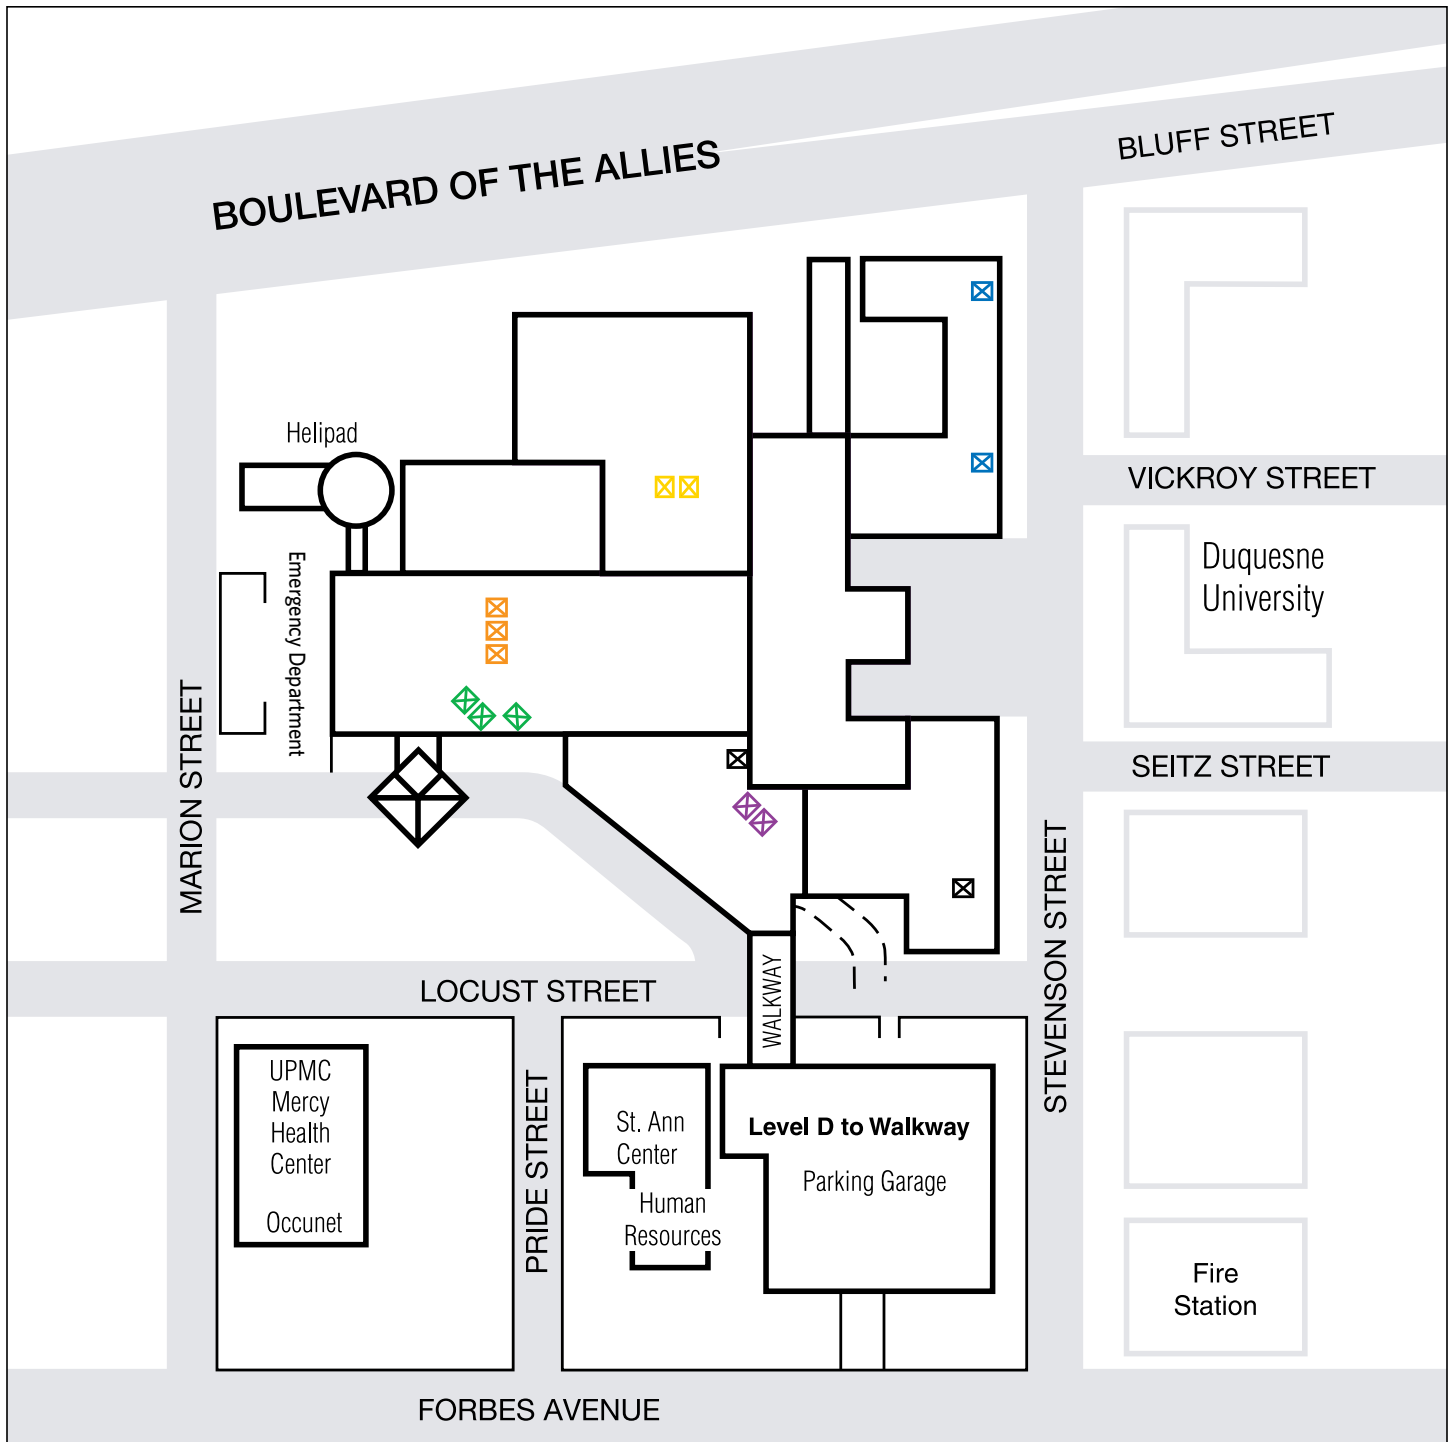 BOULEVARD OF THE ALLIES
BLUFF STREET
Helipad
VICKROY STREET
Duquesne
University
Emergency Department
MARION STREET
SEITZ STREET
STEVENSON STREET
LOCUST STREET
WALKWAY
UPMC
Mercy
Health
Center
Occunet
PRIDE STREET
St. Ann
Center
Human
Resources
Level D to Walkway
Parking Garage
Fire
Station
FORBES AVENUE